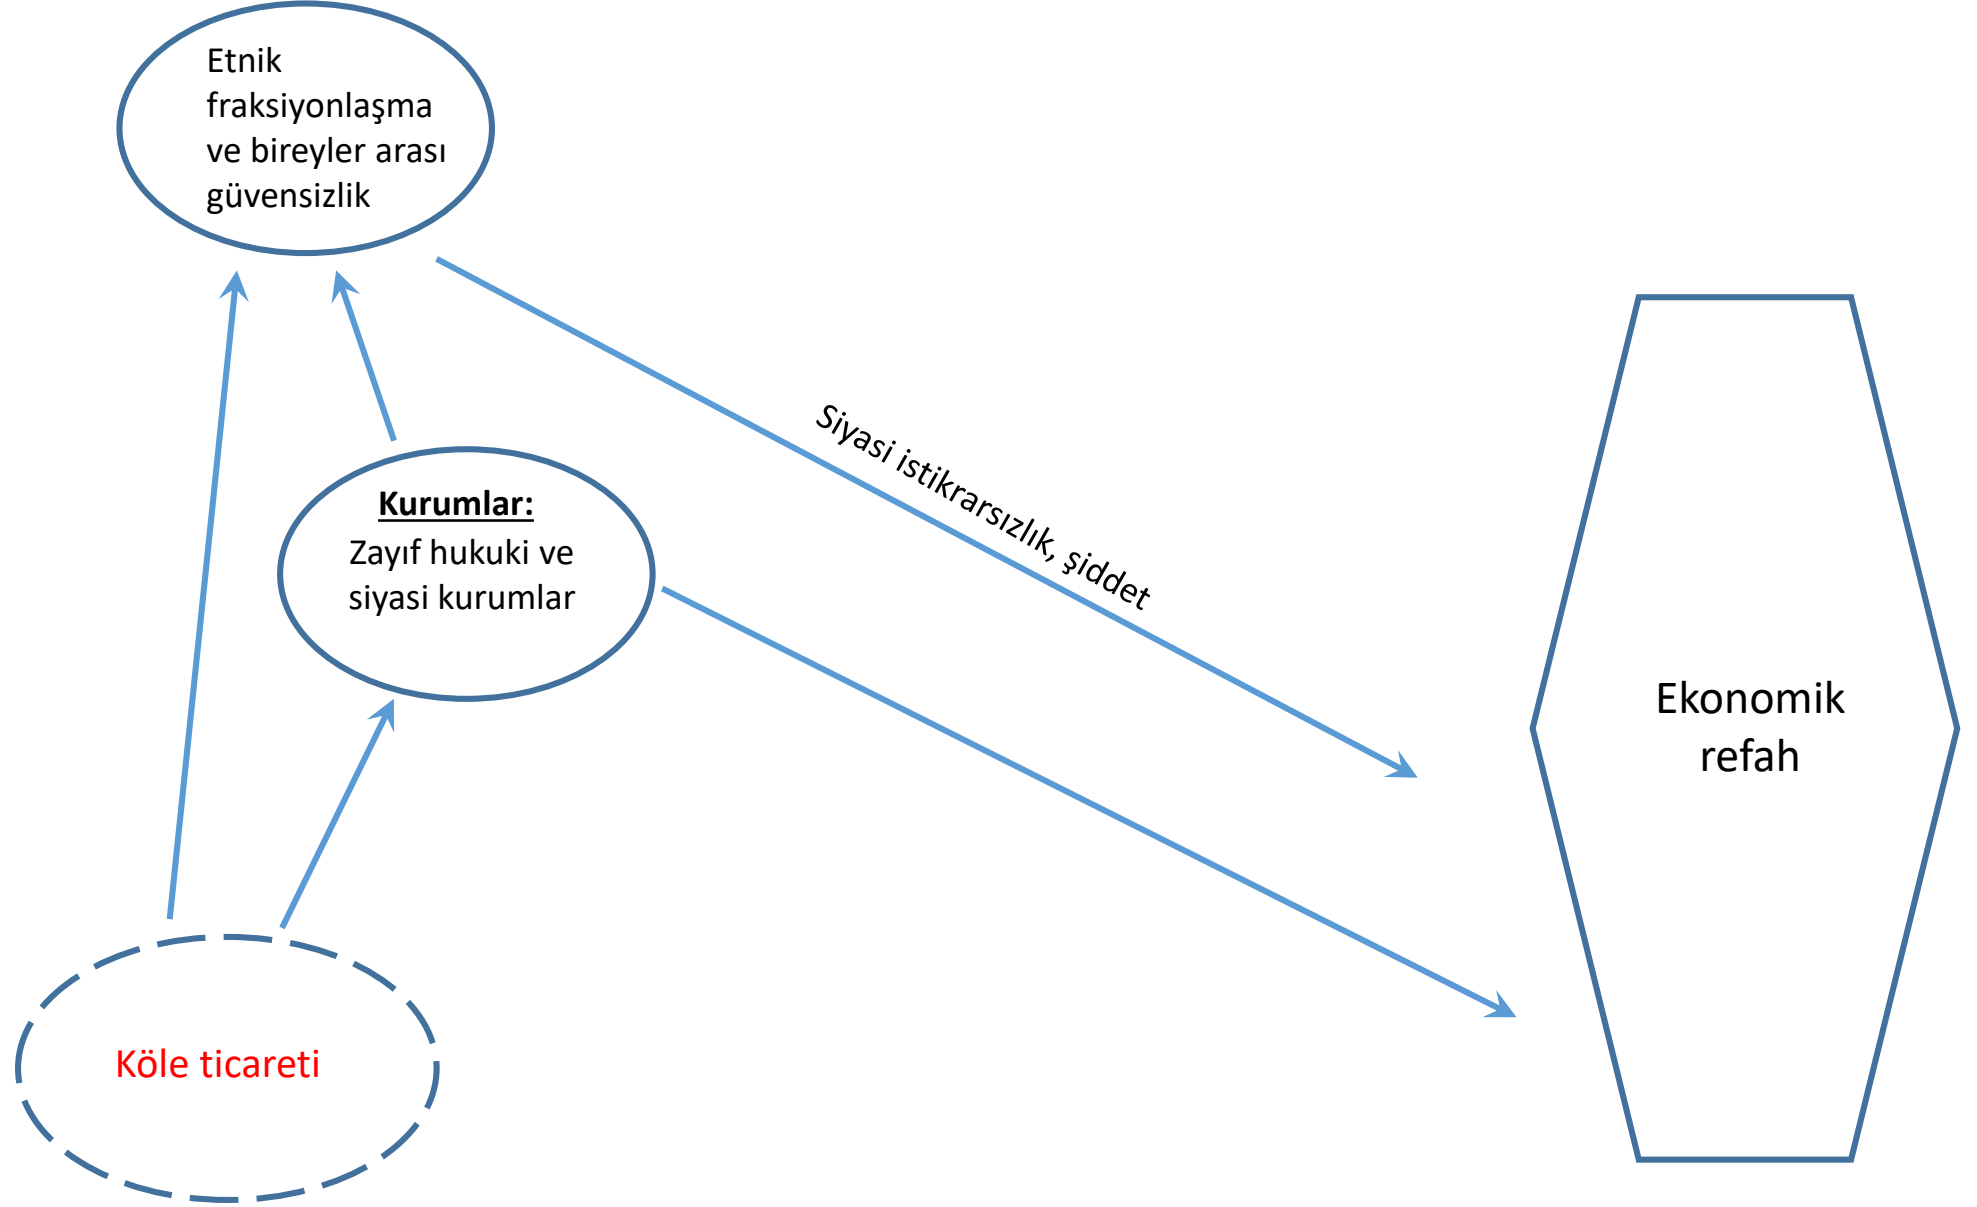 Etnik
fraksiyonlaşma
ve bireyler arası
güvensizlik
Siyasi istikrarsızlık, şiddet
Kurumlar:
Zayıf hukuki ve
siyasi kurumlar
Ekonomik
refah
Köle ticareti